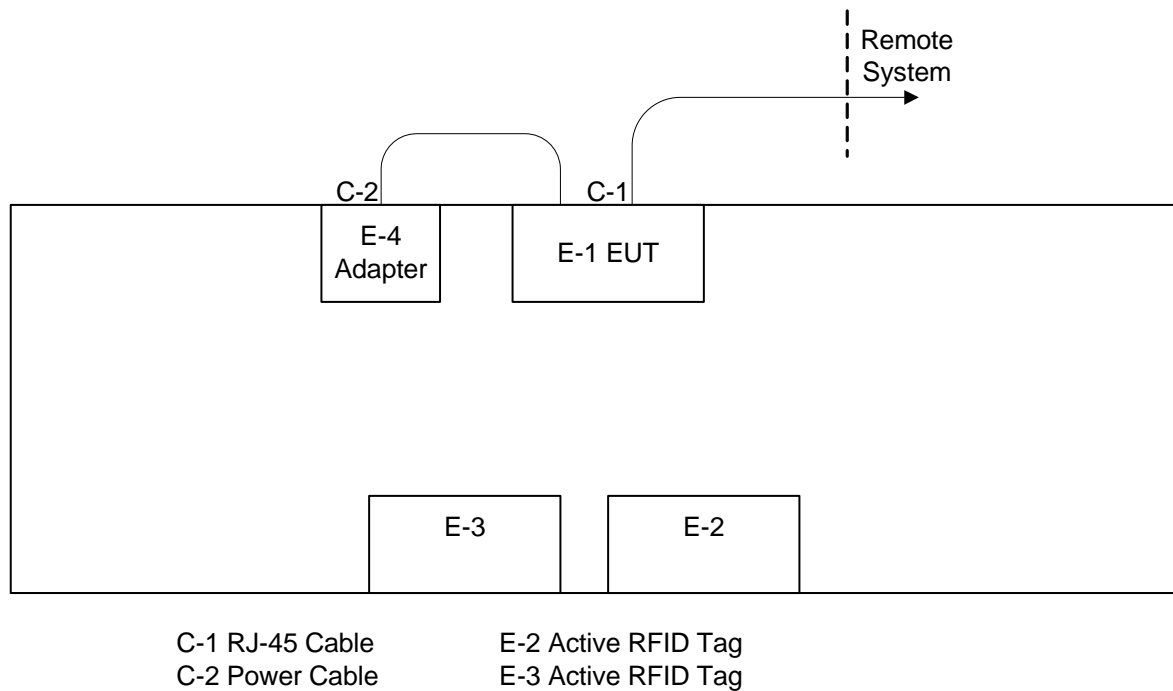 Remote
System
C-2
C-1
E-4
Adapter
E-1 EUT
E-3
E-2
C-1 RJ-45 Cable
C-2 Power Cable
E-2 Active RFID Tag
E-3 Active RFID Tag